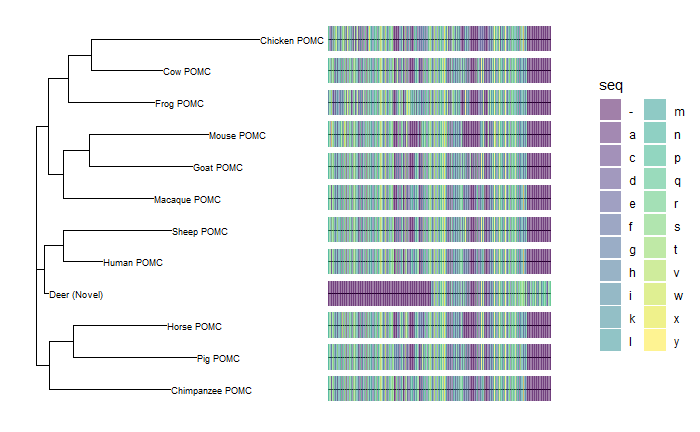 Chicken POMC
Cow POMC
Frog POMC
Mouse POMC
Goat POMC
Macaque POMC
Sheep POMC
Human POMC
Deer (Novel)
Horse POMC
Pig POMC
Chimpanzee POMC
seq
- m
a n
c p
d q
e r
f s
g t
h v
i w
k x
l y